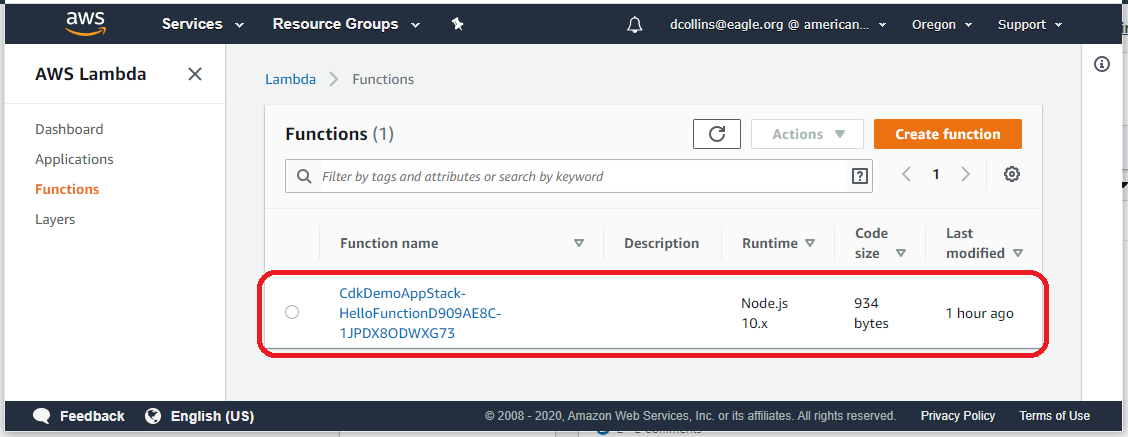 aws Services Resource Groups dcollins@eagle.org @ american... Oregon Support
AWS Lambda
Dashboard
Applications
Functions
Layers
Lambda > Functions
Functions (1) Actions Create function
Filter by tags and attributes or search by keyword ? 1
Function name Description Runtime Code size Last modified
CdkDemoAppStack-
HelloFunctionD909AE8C-
1JPDX8ODWXG73
Node.js
10.x
934
bytes
1 hour ago
Feedback English (US) © 2008 - 2020, Amazon Web Services, Inc. or its affiliates. All rights reserved. Privacy Policy Terms of Use